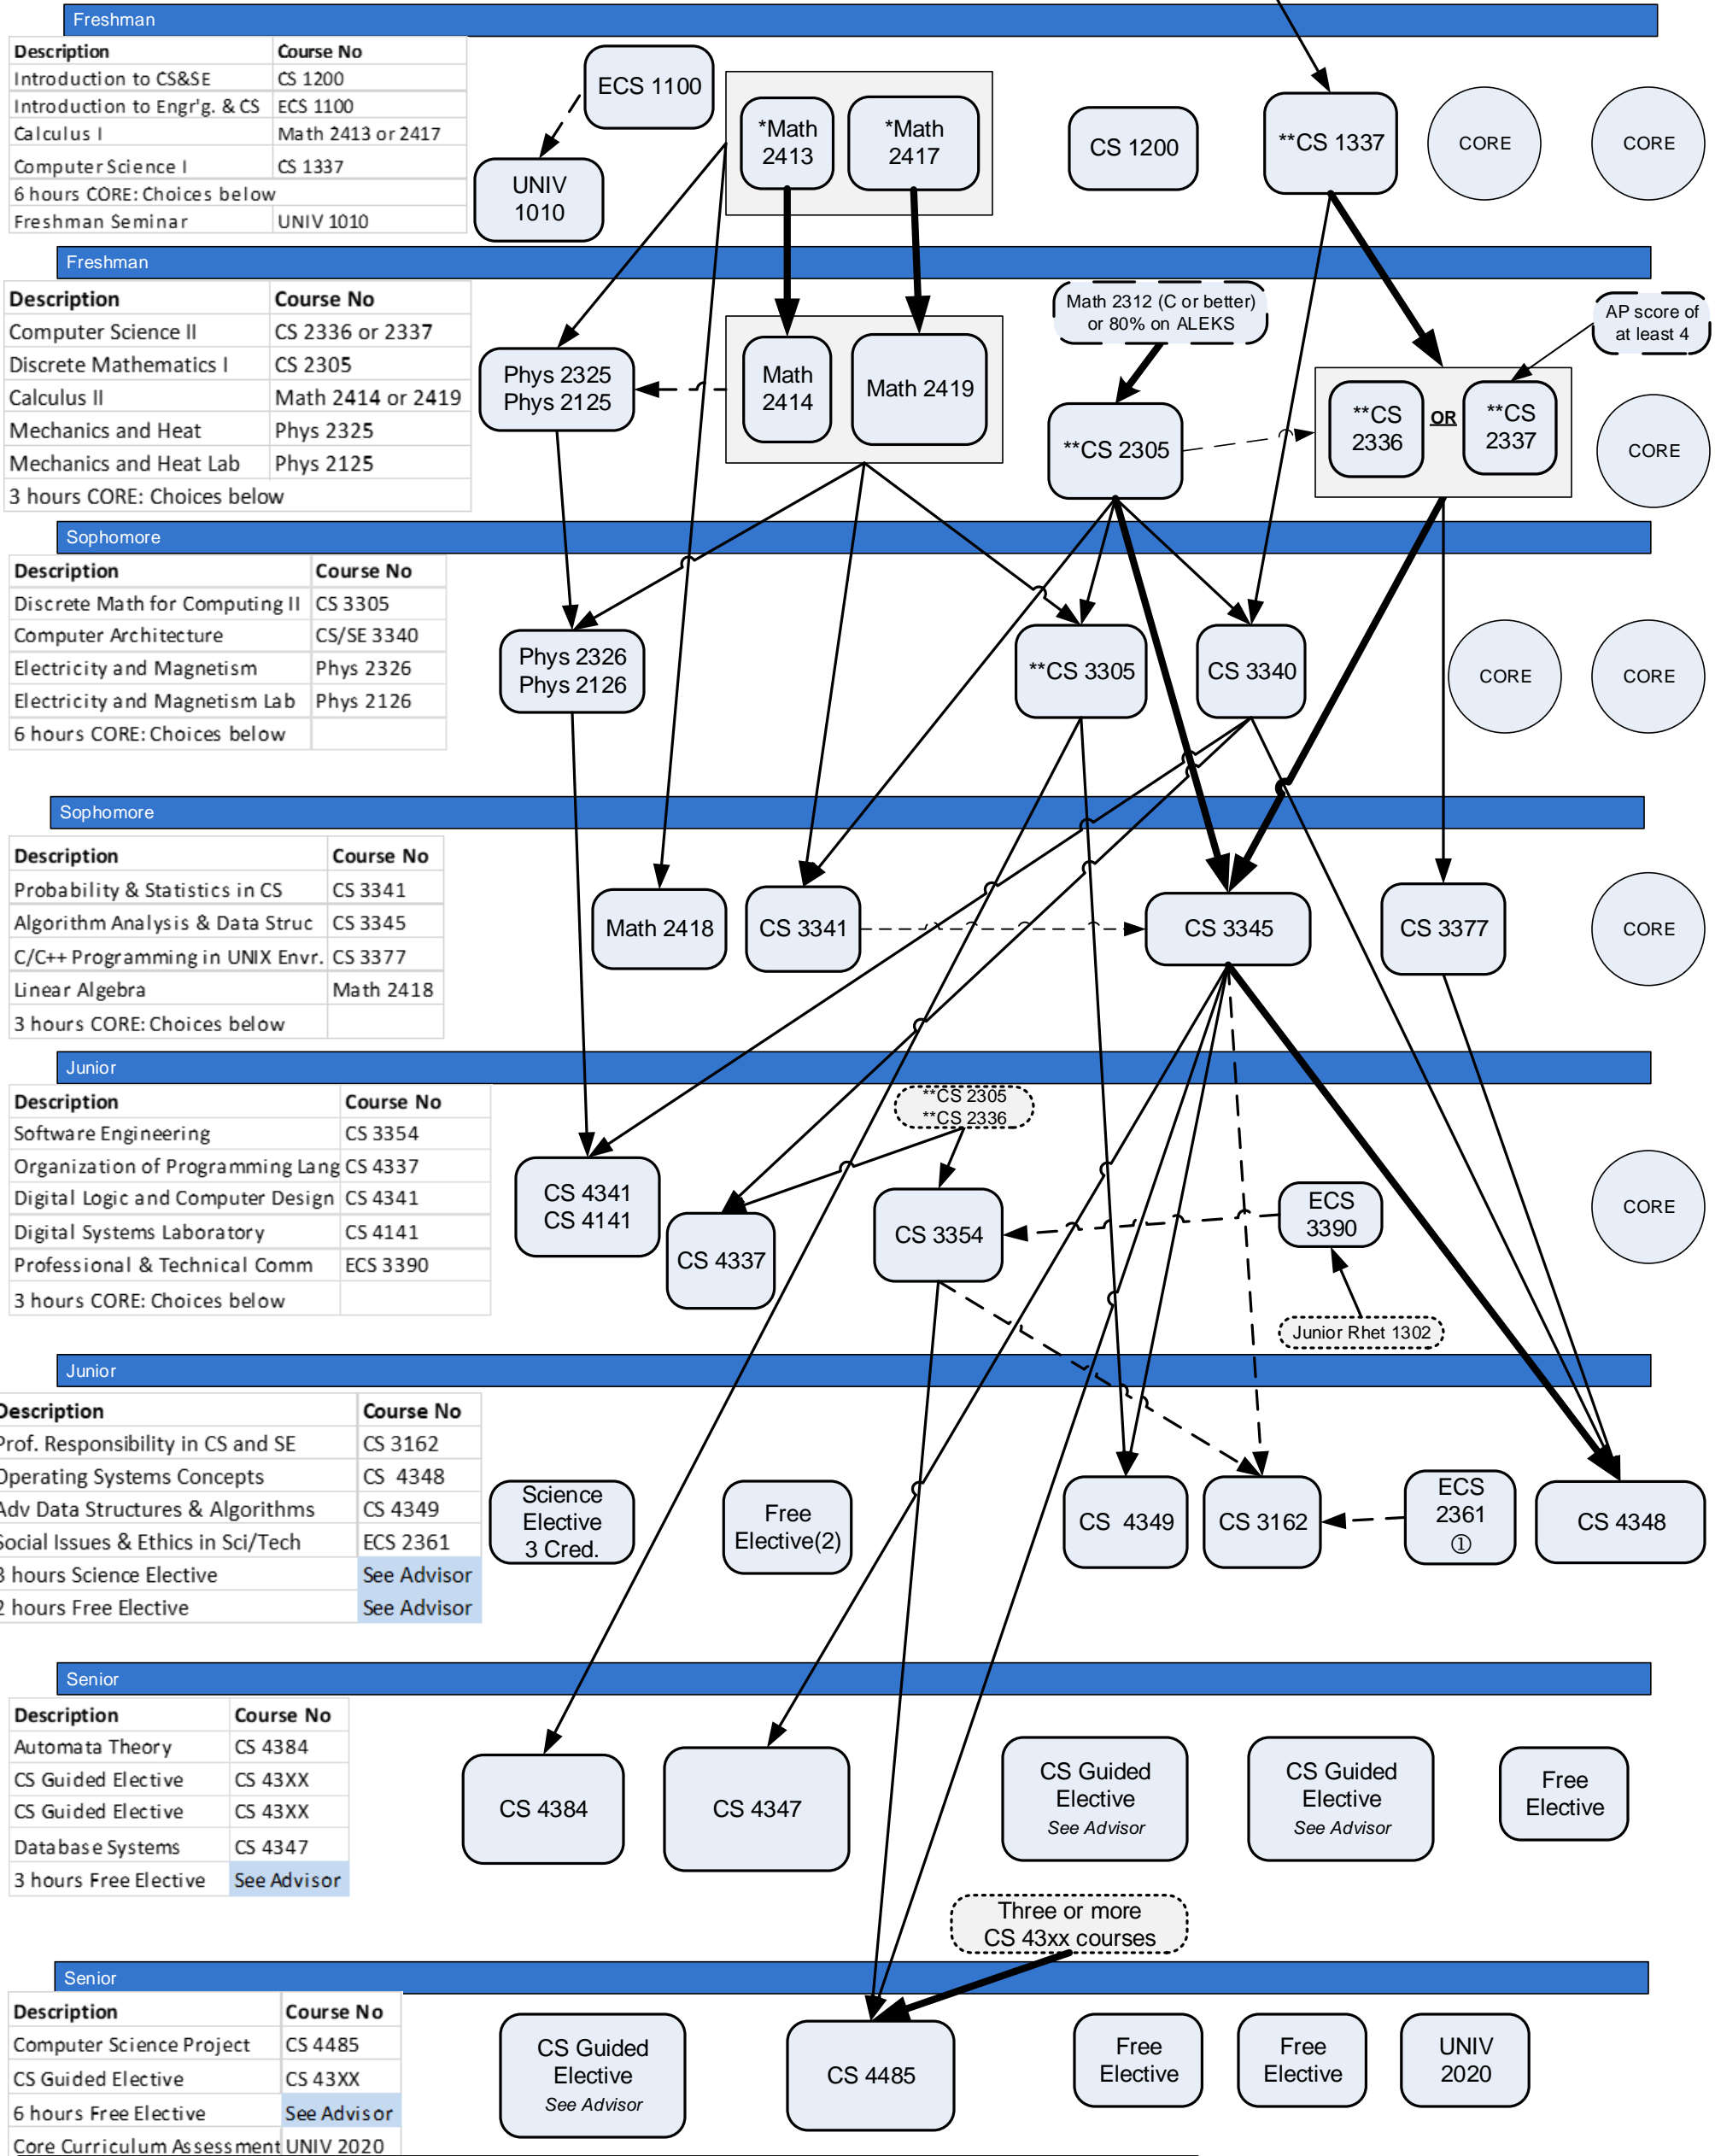 Freshman
Description Course No
Introduction to CS&SE CS 1200
Introduction to Engr'g. & CS ECS 1100
Calculus I Math 2413 or 2417
Computer Science I CS 1337
6 hours CORE: Choices below
Freshman Seminar UNIV 1010
ECS 1100
UNIV
1010
*Math
2413
*Math
2417
CS 1200
**CS 1337
CORE
CORE
Freshman
Description Course No
Computer Science II CS 2336 or 2337
Discrete Mathematics I CS 2305
Calculus II Math 2414 or 2419
Mechanics and Heat Phys 2325
Mechanics and Heat Lab Phys 2125
3 hours CORE: Choices below
Phys 2325
Phys 2125
Math
2414
Math 2419
Math 2312 (C or better)
or 80% on ALEKS
**CS 2305
**CS
2336
OR
**CS
2337
AP score of
at least 4
CORE
Sophomore
Description Course No
Discrete Math for Computing II CS 3305
Computer Architecture CS/SE 3340
Electricity and Magnetism Phys 2326
Electricity and Magnetism Lab Phys 2126
6 hours CORE: Choices below
Phys 2326
Phys 2126
**CS 3305
CS 3340
CORE
CORE
Sophomore
Description Course No
Probability & Statistics in CS CS 3341
Algorithm Analysis & Data Struc CS 3345
C/C++ Programming in UNIX Envr. CS 3377
Linear Algebra Math 2418
3 hours CORE: Choices below
Math 2418
CS 3341
CS 3345
CS 3377
CORE
Junior
Description Course No
Software Engineering CS 3354
Organization of Programming Lang CS 4337
Digital Logic and Computer Design CS 4341
Digital Systems Laboratory CS 4141
Professional & Technical Comm ECS 3390
3 hours CORE: Choices below
**CS 2305
**CS 2336
CS 4341
CS 4141
CS 4337
CS 3354
ECS
3390
Junior Rhet 1302
CORE
Junior
Description Course No
Prof. Responsibility in CS and SE CS 3162
Operating Systems Concepts CS 4348
Adv Data Structures & Algorithms CS 4349
Social Issues & Ethics in Sci/Tech ECS 2361
3 hours Science Elective See Advisor
2 hours Free Elective See Advisor
Science
Elective
3 Cred.
Free
Elective(2)
CS 4349
CS 3162
ECS
2361
①
CS 4348
Senior
Description Course No
Automata Theory CS 4384
CS Guided Elective CS 43XX
CS Guided Elective CS 43XX
Database Systems CS 4347
3 hours Free Elective See Advisor
CS 4384
CS 4347
CS Guided
Elective
See Advisor
CS Guided
Elective
See Advisor
Free
Elective
Three or more
CS 43xx courses
Senior
Description Course No
Computer Science Project CS 4485
CS Guided Elective CS 43XX
6 hours Free Elective See Advisor
Core Curriculum Assessment UNIV 2020
CS Guided
Elective
See Advisor
CS 4485
Free
Elective
Free
Elective
UNIV
2020